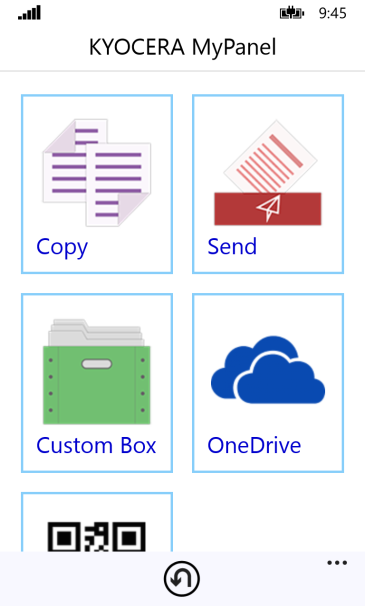 9:45
KYOCERA MyPanel
Copy
Send
Custom Box
OneDrive